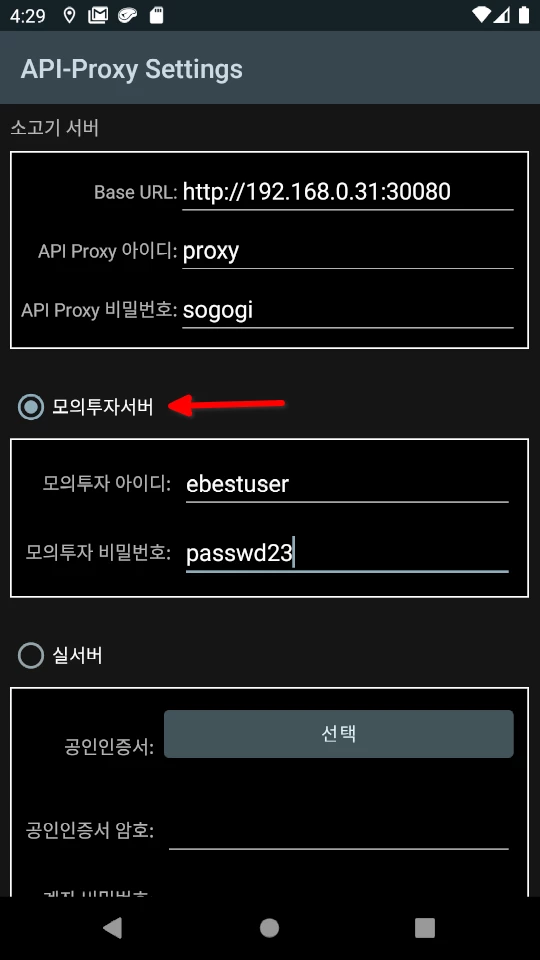 4:29
API-Proxy Settings
소고기 서버
Base URL: http://192.168.0.31:30080
API Proxy 아이디: proxy
API Proxy 비밀번호: sogogi
모의투자서버
모의투자 아이디: ebestuser
모의투자 비밀번호: passwd23
실서버
공인인증서: 선택
공인인증서 암호: